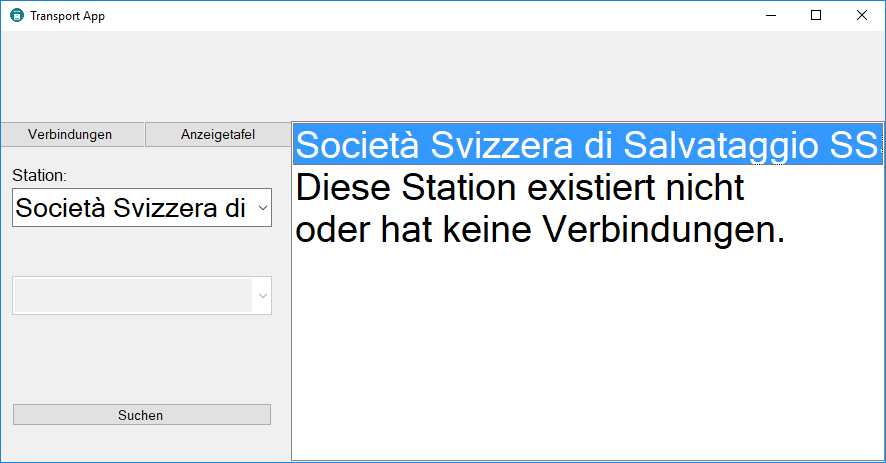 Transport App
Verbindungen
Anzeigetafel
Station:
Società Svizzera di
Suchen
Società Svizzera di Salvataggio SS
Diese Station existiert nicht
oder hat keine Verbindungen.